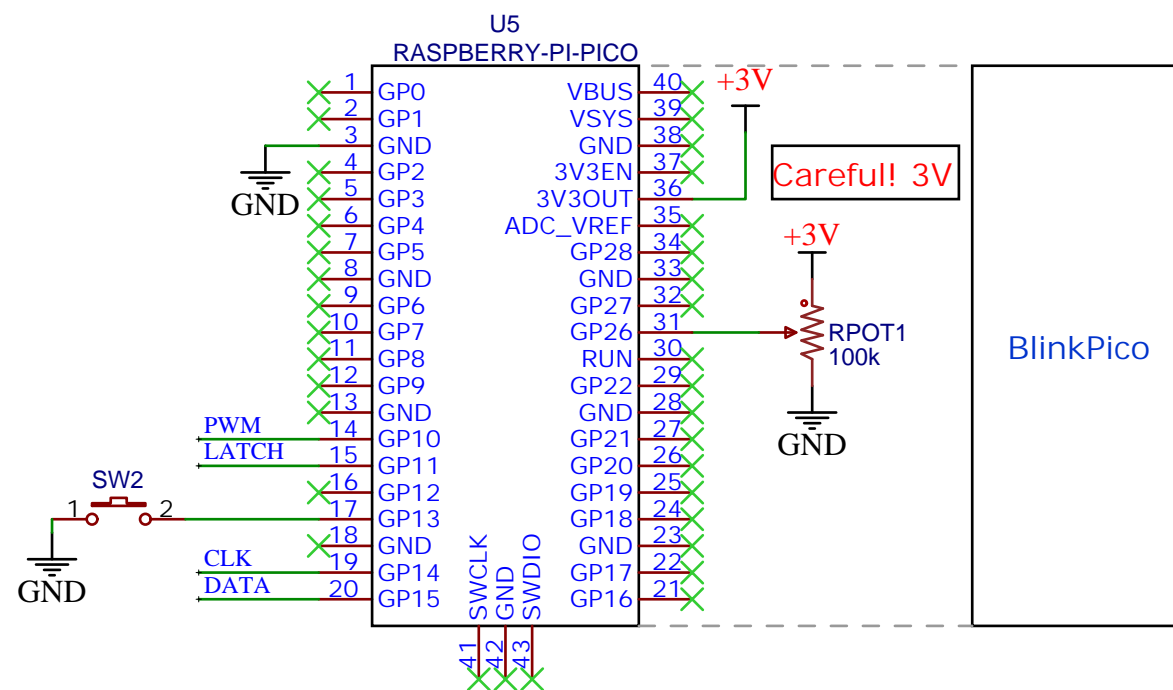 U5
RASPBERRY-PI-PICO
1 GP0 VBUS 40
2 GP1 VSYS 39
3 GND GND 38
4 GP2 3V3EN 37
5 GP3 3V3OUT 36
6 GP4 ADC_VREF 35
7 GP5 GP28 34
8 GND GND 33
9 GP6 GP27 32
10 GP7 GP26 31
11 GP8 RUN 30
12 GP9 GP22 29
13 GND GND 28
PWM 14 GP10 GP21 27
LATCH 15 GP11 GP20 26
16 GP12 GP19 25
17 GP13 GP18 24
18 GND GND 23
CLK 19 GP14 GP17 22
DATA 20 GP15 GP16 21
SWCLK GND SWDIO
41 42 43
GND
SW2
1 2
GND
+3V
Careful! 3V
+3V
RPOT1
100k
GND
BlinkPico